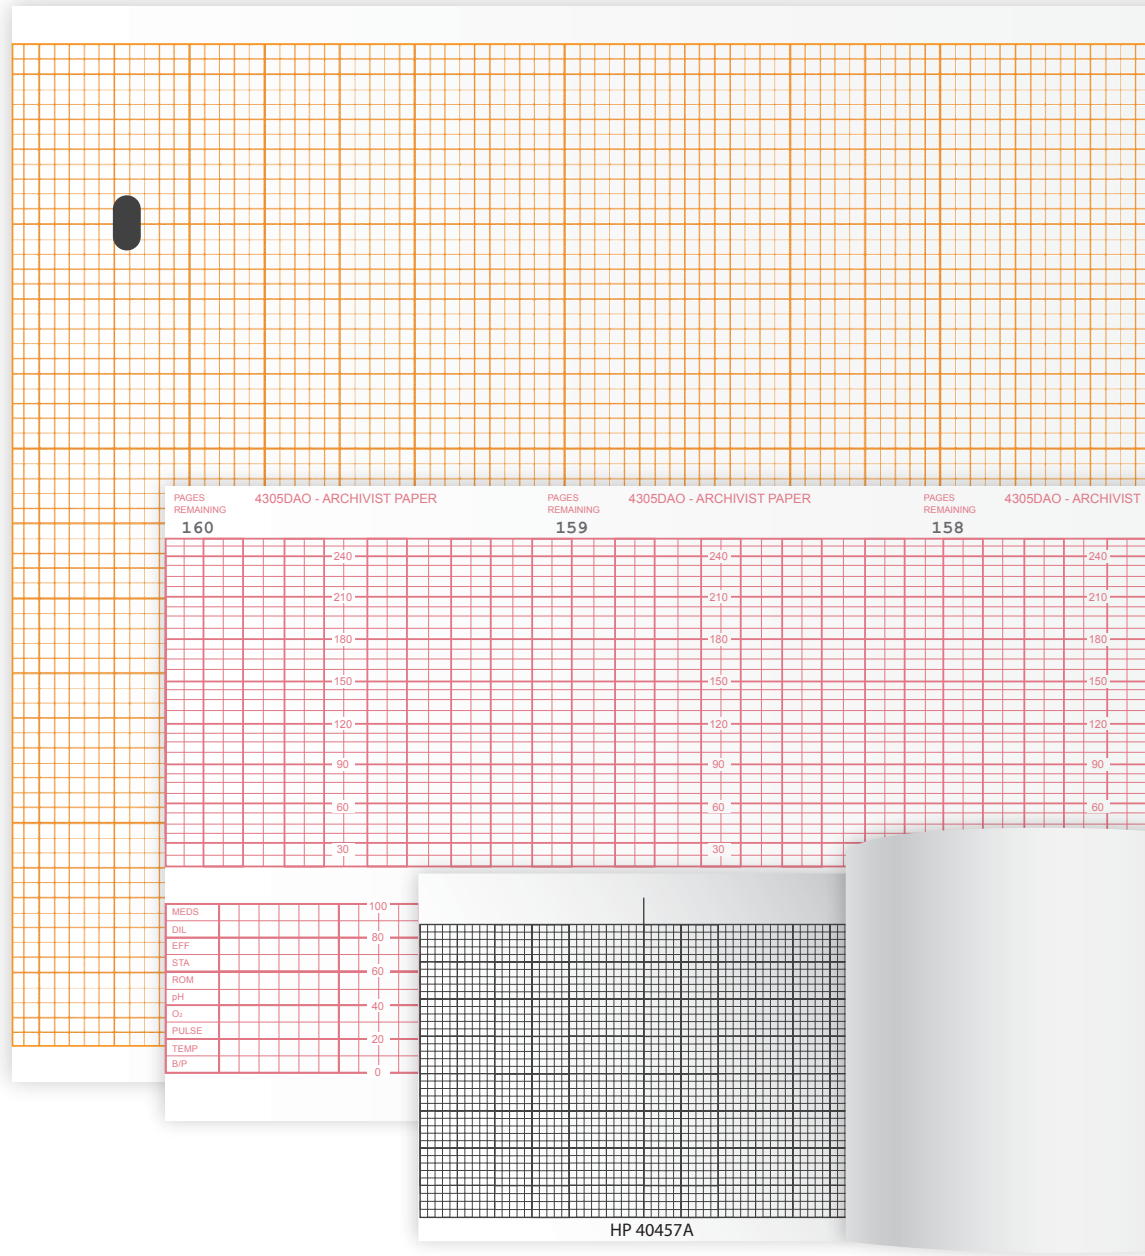 PAGES REMAINING 4305DAO - ARCHIVIST PAPER PAGES REMAINING 4305DAO - ARCHIVIST PAPER PAGES REMAINING 4305DAO - ARCHIVIST
160 159 158
240 240 240
210 210 210
180 180 180
150 150 150
120 120 120
90 90 90
60 60 60
30 30
MEDS 100
DIL
80
EFF
STA
60
ROM
pH
40
O₂
PULSE
20
TEMP
B/P
0
HP 40457A